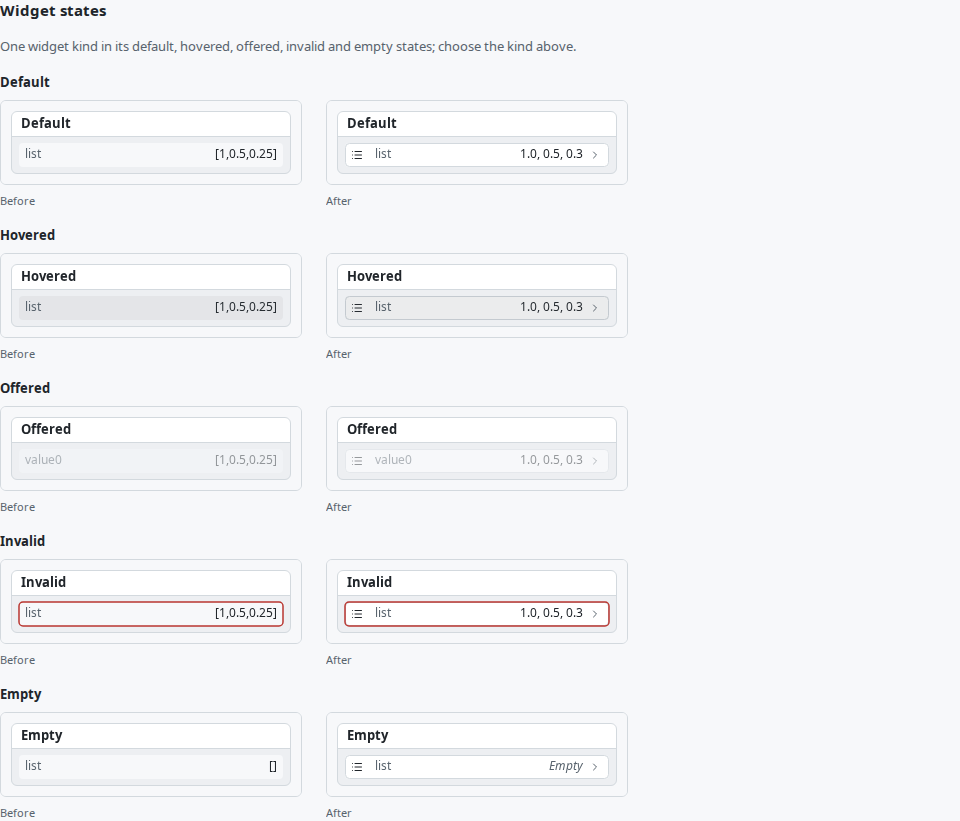 Widget states
One widget kind in its default, hovered, offered, invalid and empty states; choose the kind above.
Default
Default
list [1,0.5,0.25]
Before
Default
list 1.0, 0.5, 0.3
After
Hovered
Hovered
list [1,0.5,0.25]
Before
Hovered
list 1.0, 0.5, 0.3
After
Offered
Offered
value0 [1,0.5,0.25]
Before
Offered
value0 1.0, 0.5, 0.3
After
Invalid
Invalid
list [1,0.5,0.25]
Before
Invalid
list 1.0, 0.5, 0.3
After
Empty
Empty
list []
Before
Empty
list Empty
After